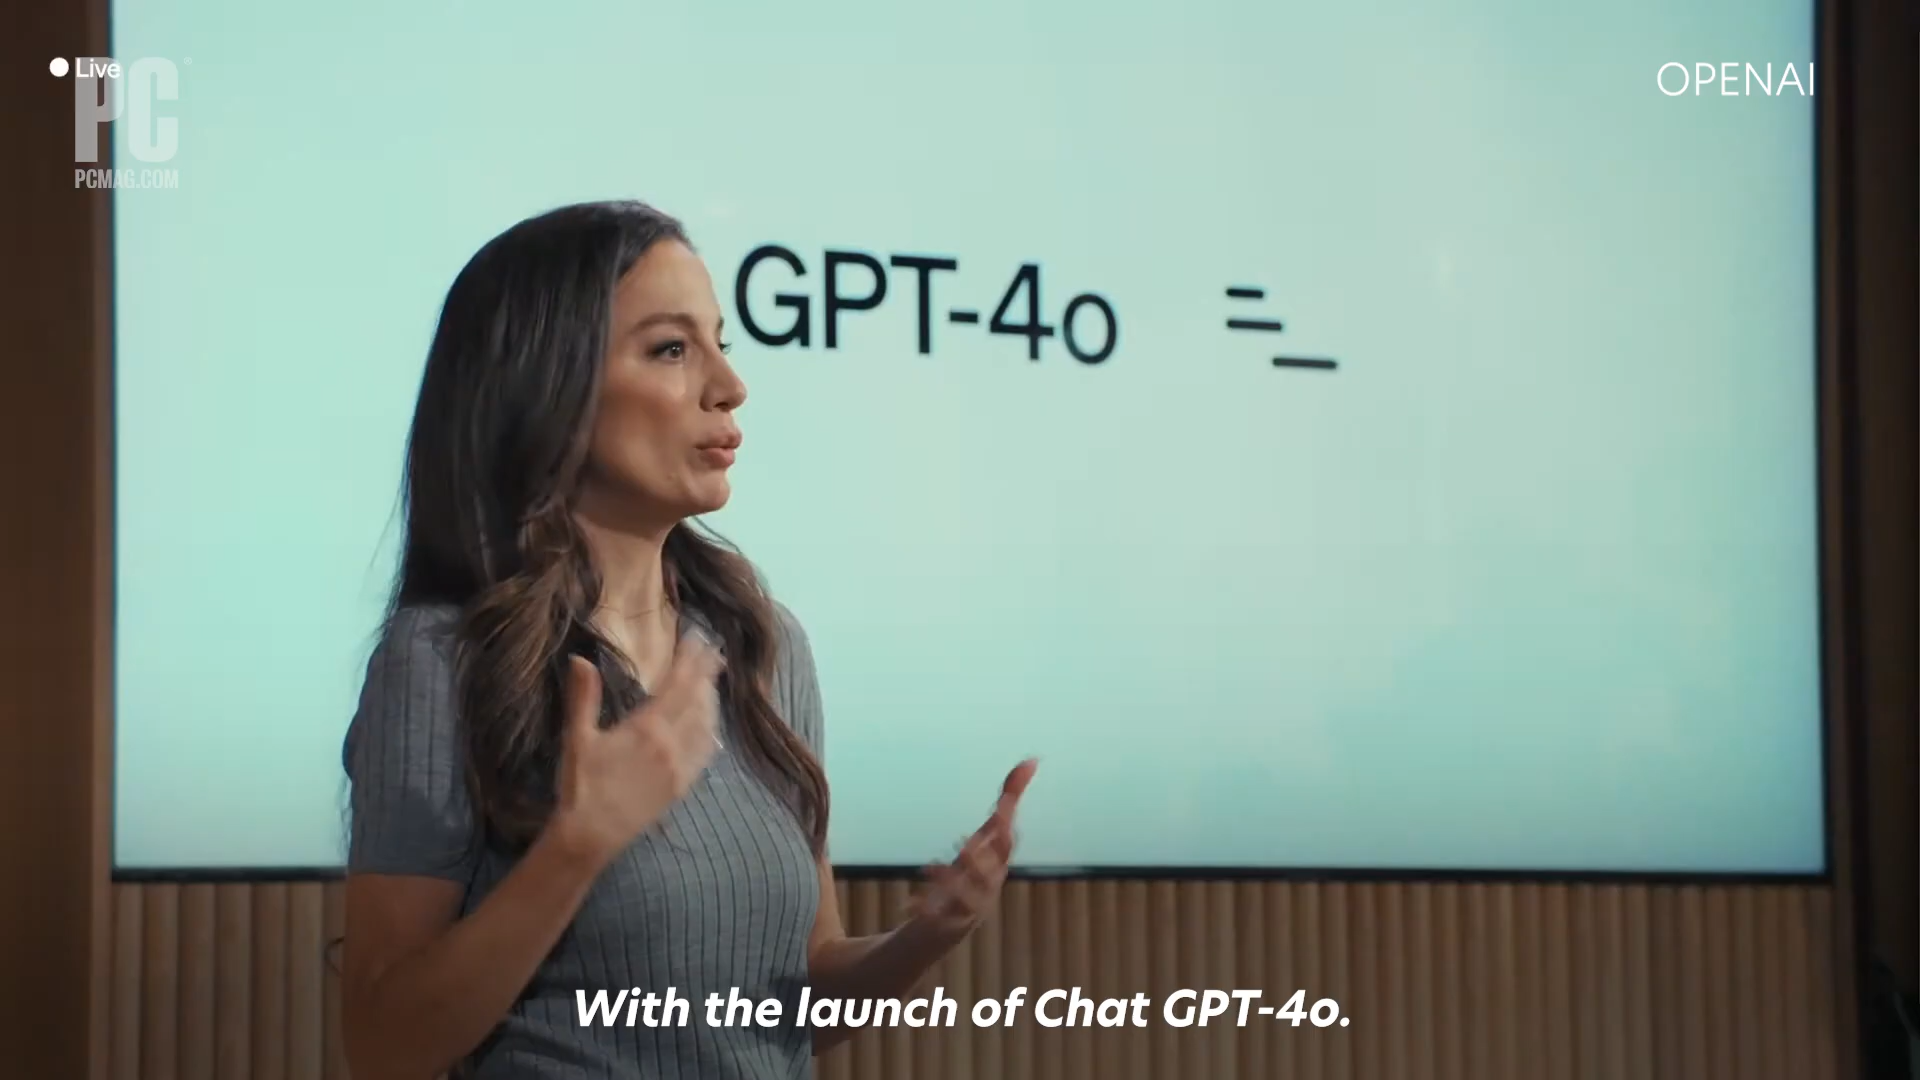 Live
PC
PCMAG.COM
OPENAI
GPT-4o
With the launch of Chat GPT-4o.